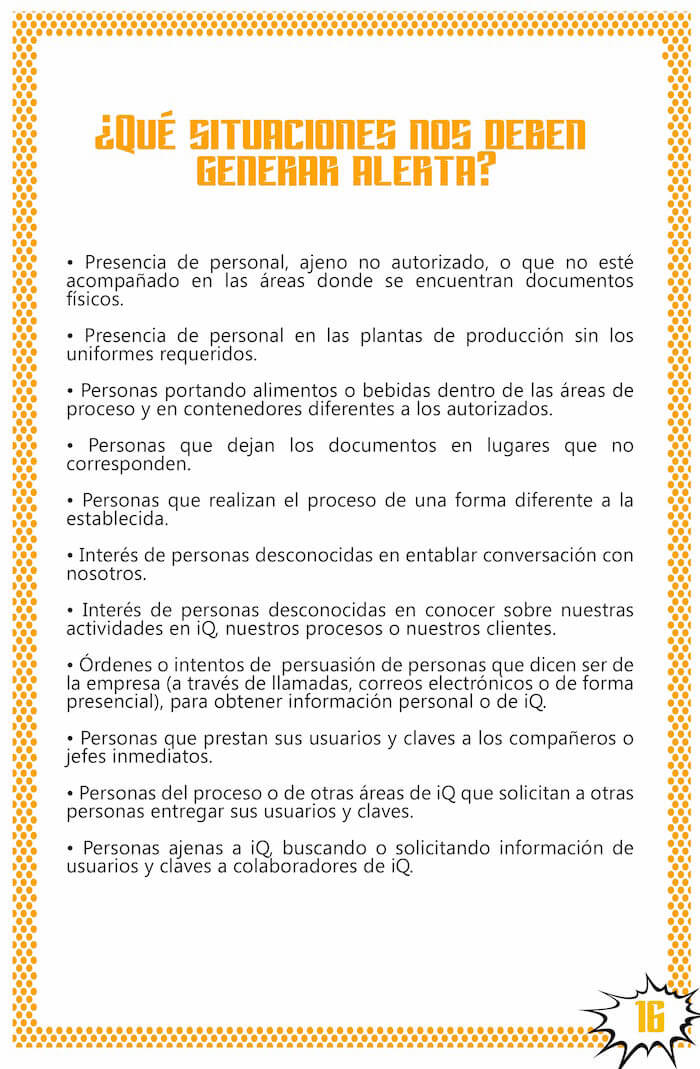 ¿Qué situaciones nos deben
generar alerta?
• Presencia de personal, ajeno no autorizado, o que no esté
acompañado en las áreas donde se encuentran documentos
físicos.
• Presencia de personal en las plantas de producción sin los
uniformes requeridos.
• Personas portando alimentos o bebidas dentro de las áreas de
proceso y en contenedores diferentes a los autorizados.
• Personas que dejan los documentos en lugares que no
corresponden.
• Personas que realizan el proceso de una forma diferente a la
establecida.
• Interés de personas desconocidas en entablar conversación con
nosotros.
• Interés de personas desconocidas en conocer sobre nuestras
actividades en iQ, nuestros procesos o nuestros clientes.
• Órdenes o intentos de  persuasión de personas que dicen ser de
la empresa (a través de llamadas, correos electrónicos o de forma
presencial), para obtener información personal o de iQ.
• Personas que prestan sus usuarios y claves a los compañeros o
jefes inmediatos.
• Personas del proceso o de otras áreas de iQ que solicitan a otras
personas entregar sus usuarios y claves.
• Personas ajenas a iQ, buscando o solicitando información de
usuarios y claves a colaboradores de iQ.
16